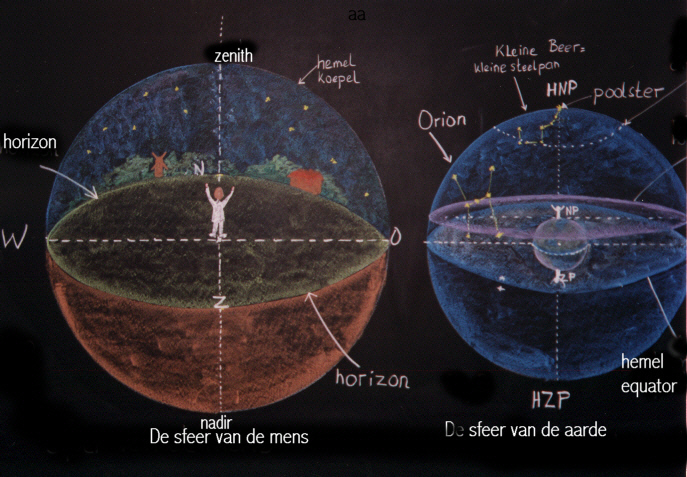 aa
zenith
hemel
koepel
horizon
N
W
O
Z
horizon
nadir
De sfeer van de mens
Kleine Beer=
kleine steelpan
HNP
poolster
Orion
NP
ZP
hemel
equator
HZP
De sfeer van de aarde